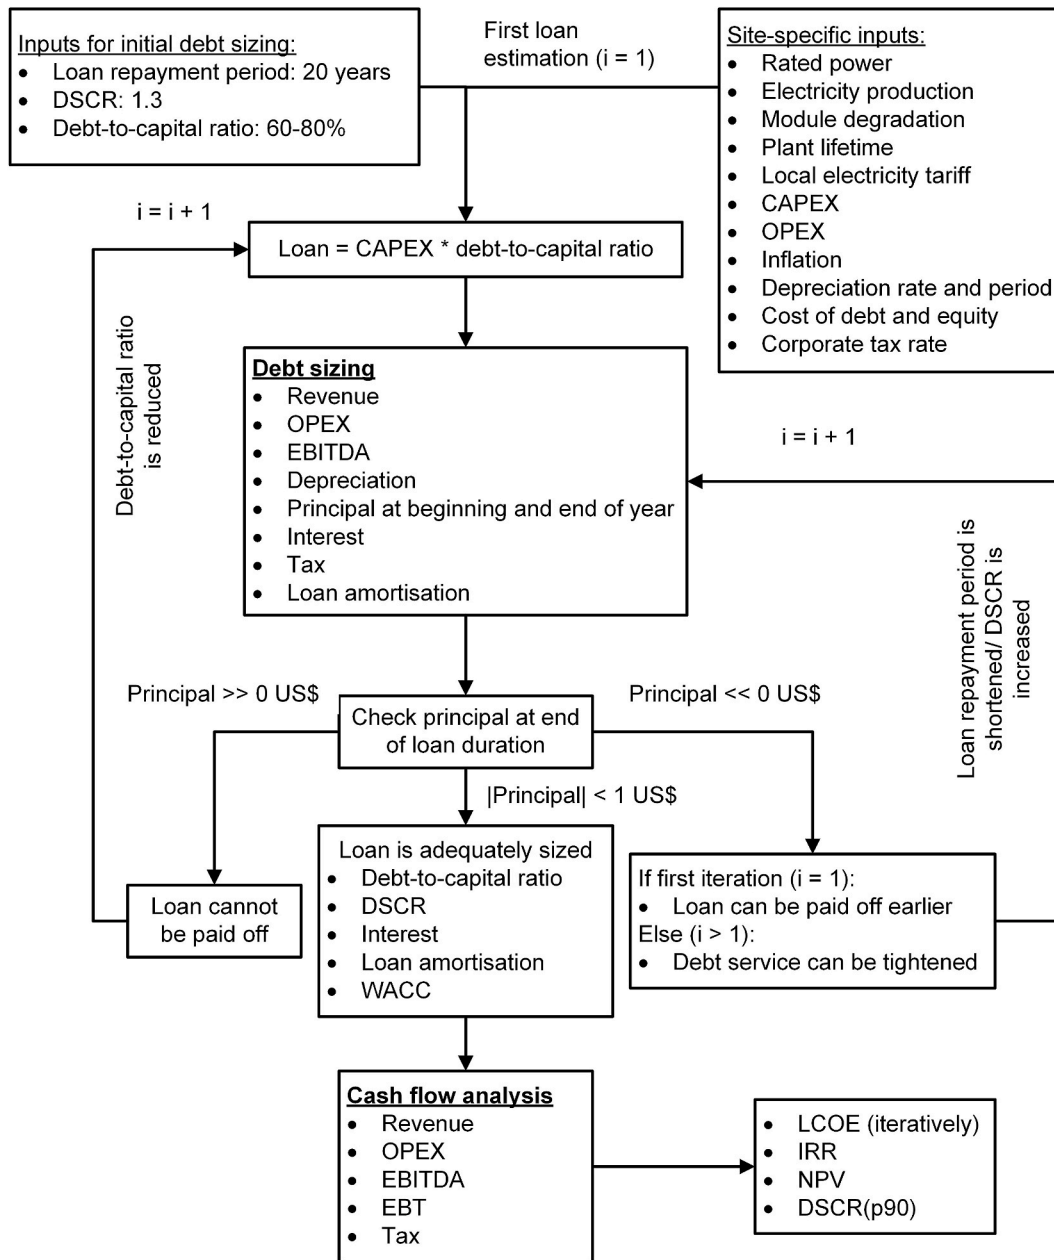 Inputs for initial debt sizing:
• Loan repayment period: 20 years
• DSCR: 1.3
• Debt-to-capital ratio: 60-80%
First loan
estimation (i = 1)
Site-specific inputs:
• Rated power
• Electricity production
• Module degradation
• Plant lifetime
• Local electricity tariff
• CAPEX
• OPEX
• Inflation
• Depreciation rate and period
• Cost of debt and equity
• Corporate tax rate
i = i + 1
Loan = CAPEX * debt-to-capital ratio
Debt-to-capital ratio
is reduced
Debt sizing
• Revenue
• OPEX
• EBITDA
• Depreciation
• Principal at beginning and end of year
• Interest
• Tax
• Loan amortisation
i = i + 1
Loan repayment period is
shortened/ DSCR is
increased
Principal >> 0 US$
Check principal at end
of loan duration
Principal << 0 US$
|Principal| < 1 US$
Loan cannot
be paid off
Loan is adequately sized
• Debt-to-capital ratio
• DSCR
• Interest
• Loan amortisation
• WACC
If first iteration (i = 1):
• Loan can be paid off earlier
Else (i > 1):
• Debt service can be tightened
Cash flow analysis
• Revenue
• OPEX
• EBITDA
• EBT
• Tax
• LCOE (iteratively)
• IRR
• NPV
• DSCR(p90)